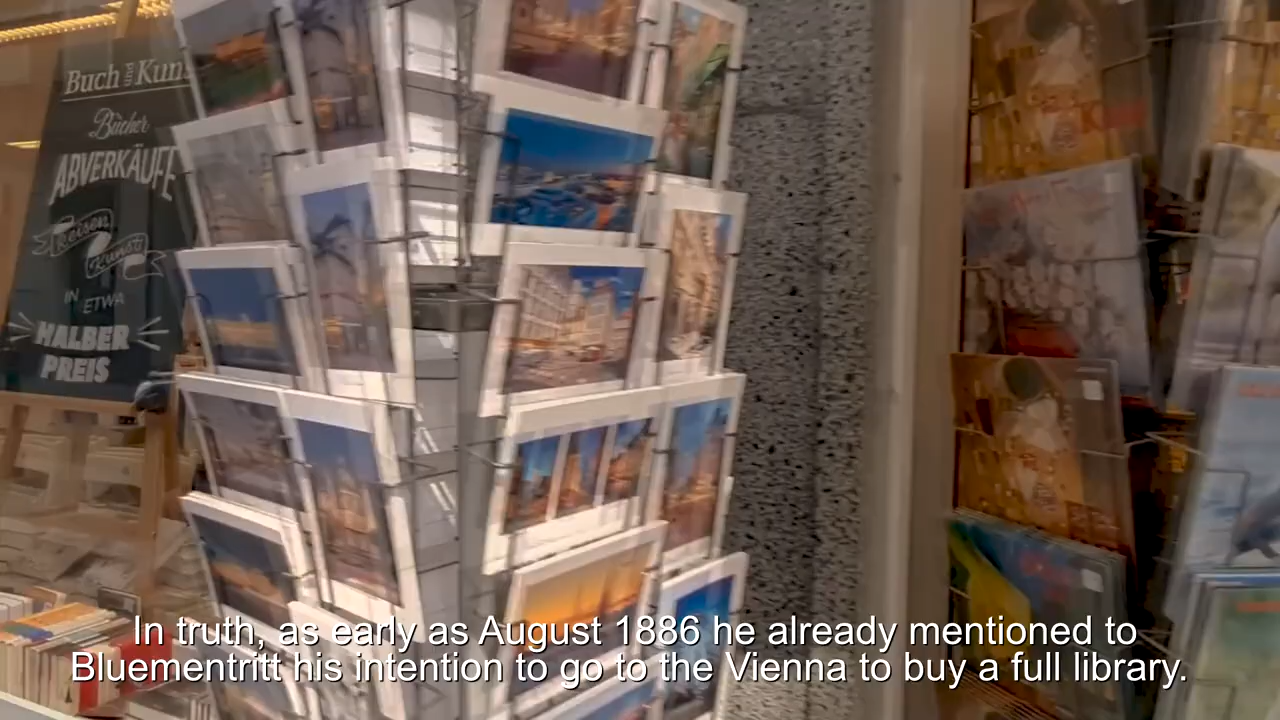 Buch und Kuns
Bücher
ABVERKÄUFE
Reisen
Kunst
IN ETWA
HALBER
PREIS
In truth, as early as August 1886 he already mentioned to
Bluementritt his intention to go to the Vienna to buy a full library.